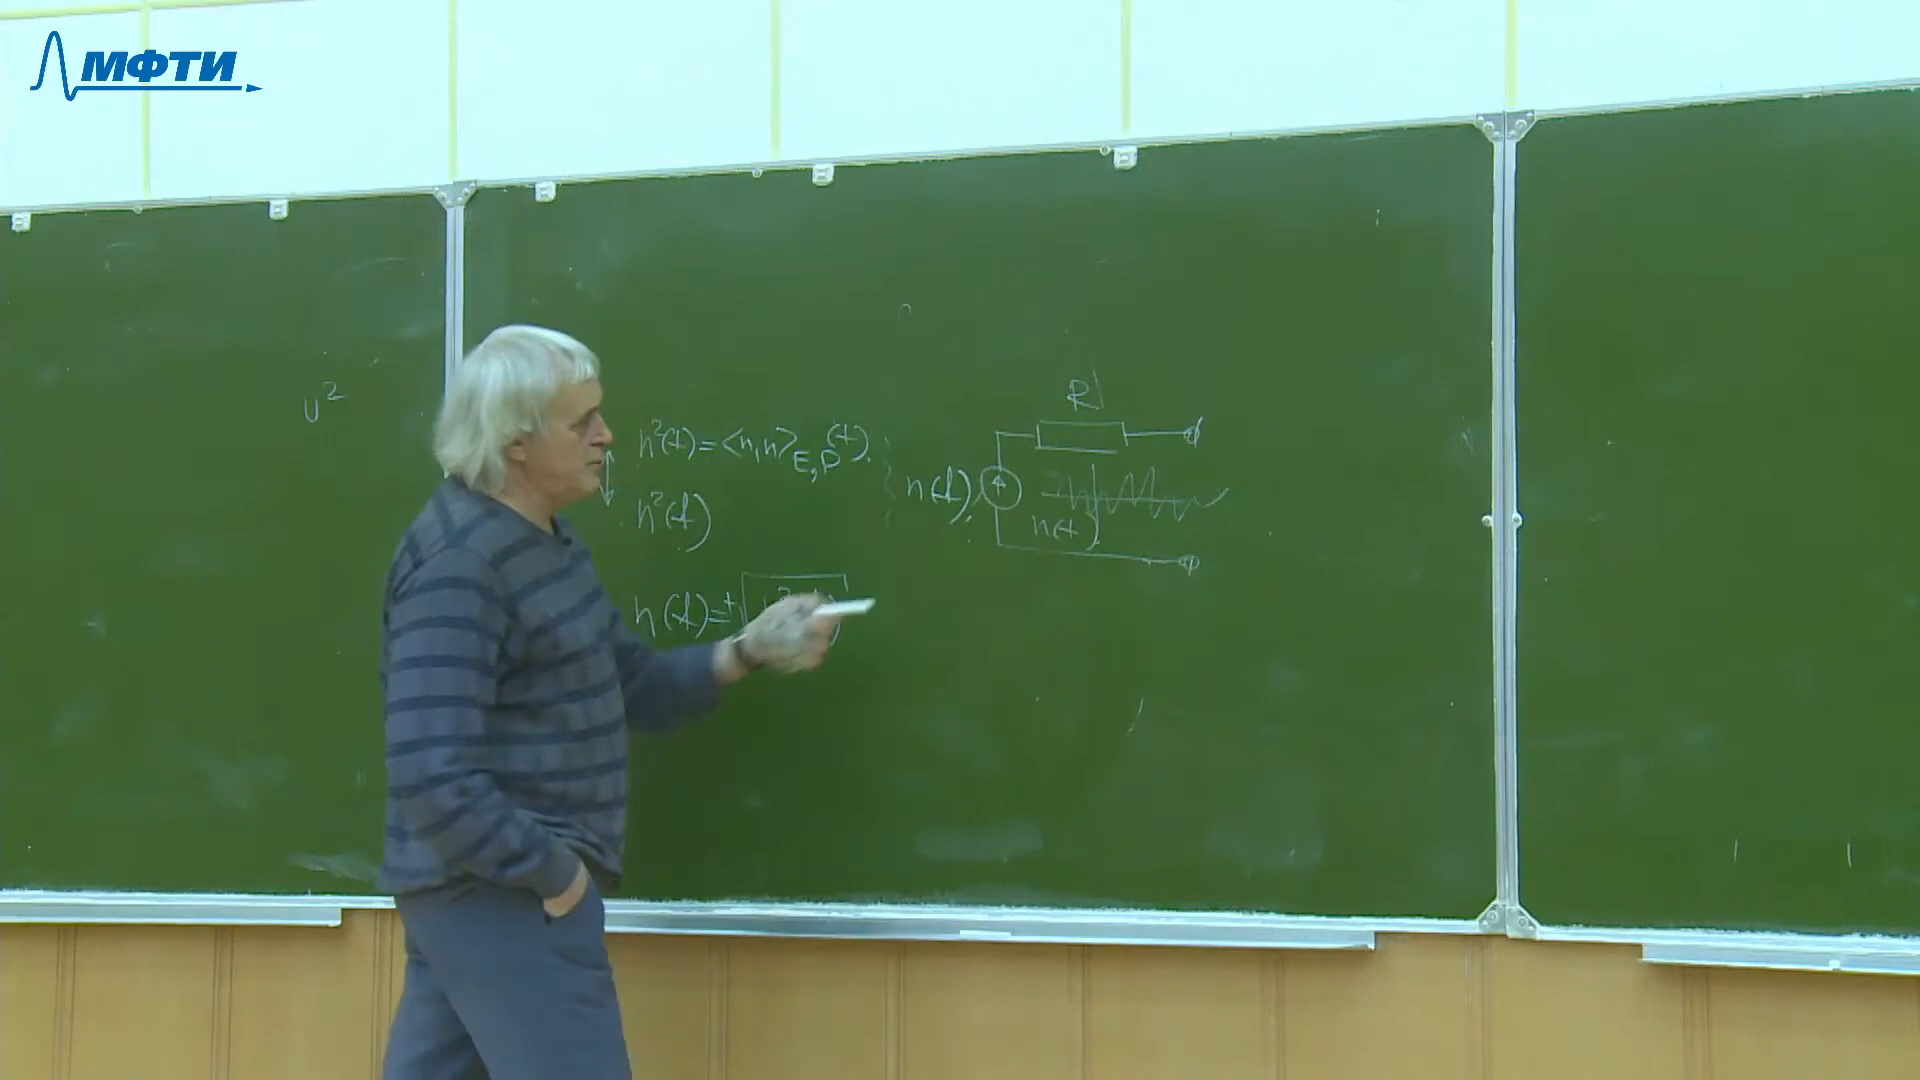 МФТИ
U²
n²(f) = <n,n>_{E,P}(f).
n²(f)
n(f) = +√
R
n(f)
n(t)